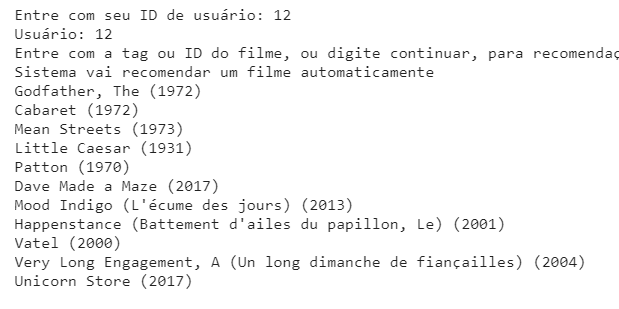 Entre com seu ID de usuário: 12
Usuário: 12
Entre com a tag ou ID do filme, ou digite continuar, para recomendaç
Sistema vai recomendar um filme automaticamente
Godfather, The (1972)
Cabaret (1972)
Mean Streets (1973)
Little Caesar (1931)
Patton (1970)
Dave Made a Maze (2017)
Mood Indigo (L'écume des jours) (2013)
Happenstance (Battement d'ailes du papillon, Le) (2001)
Vatel (2000)
Very Long Engagement, A (Un long dimanche de fiançailles) (2004)
Unicorn Store (2017)